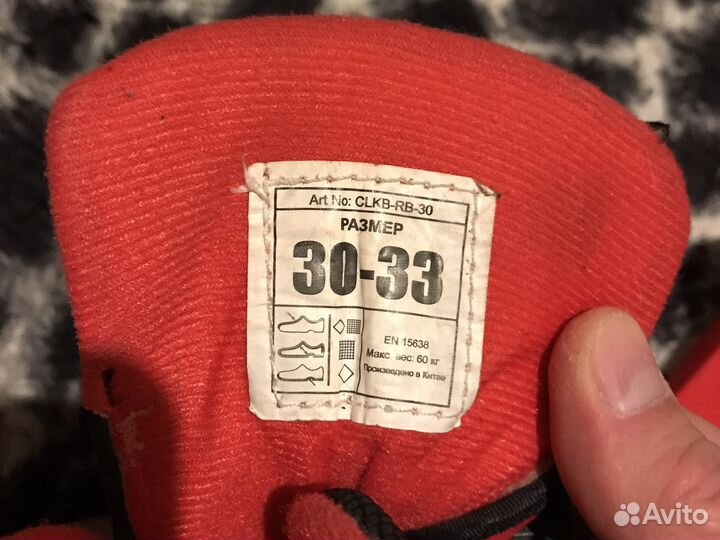 Art No: CLKB-RB-30
РАЗМЕР
30-33
EN 15638
Макс. вес: 60 кг
Произведено в Китае
Avito